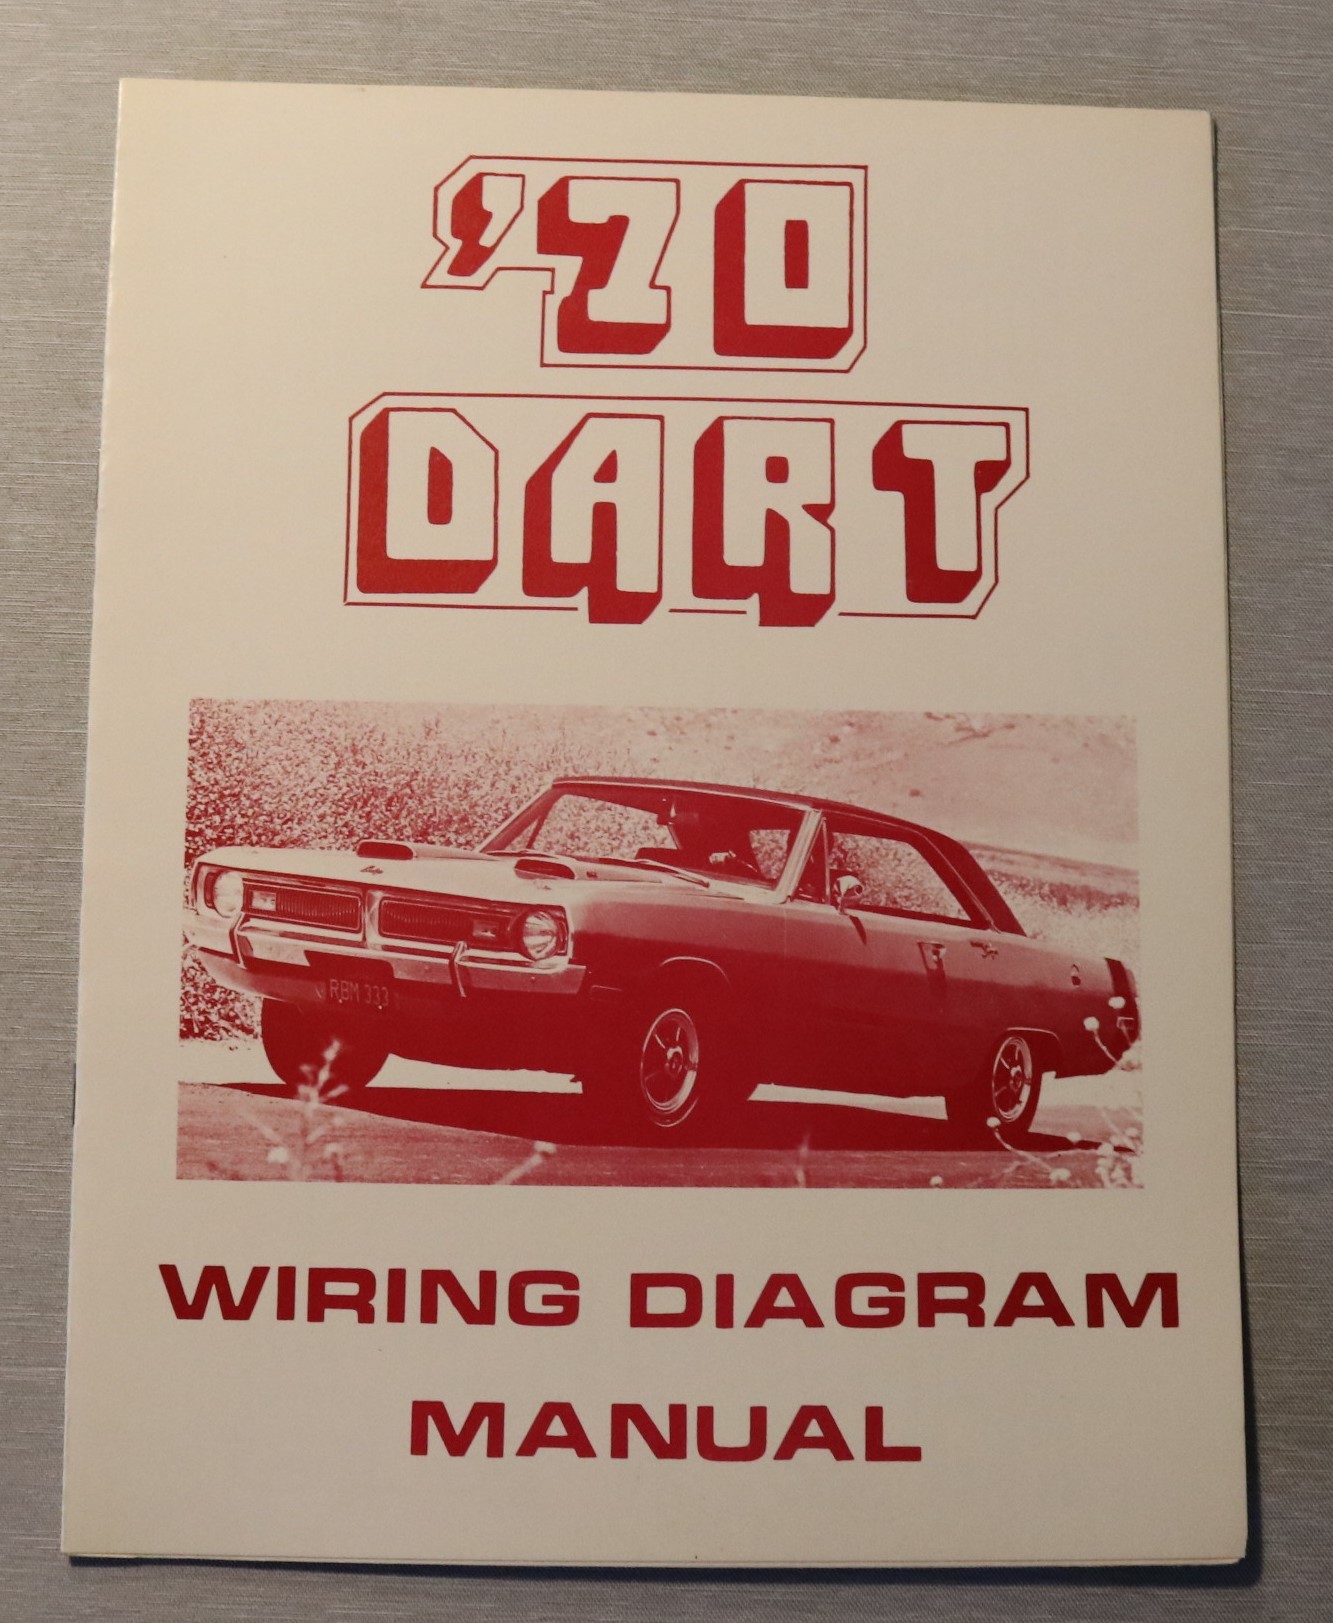 '70
DART
RBM 333
WIRING DIAGRAM
MANUAL